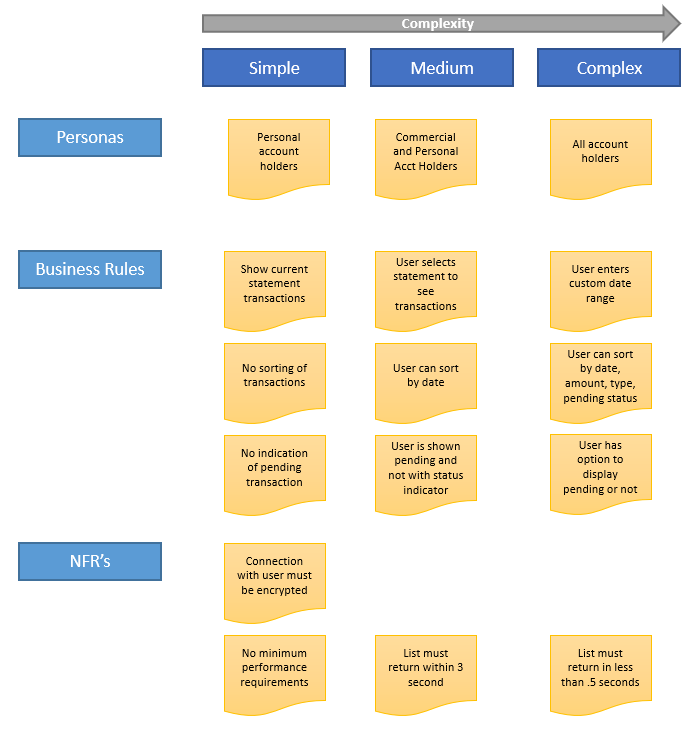 Complexity
Simple
Medium
Complex
Personas
Personal
account
holders
Commercial
and Personal
Acct Holders
All account
holders
Business Rules
Show current
statement
transactions
User selects
statement to
see
transactions
User enters
custom date
range
No sorting of
transactions
User can sort
by date
User can sort
by date,
amount, type,
pending status
No indication
of pending
transaction
User is shown
pending and
not with status
indicator
User has
option to
display
pending or not
NFR's
Connection
with user must
be encrypted
No minimum
performance
requirements
List must
return within 3
second
List must
return in less
than .5 seconds